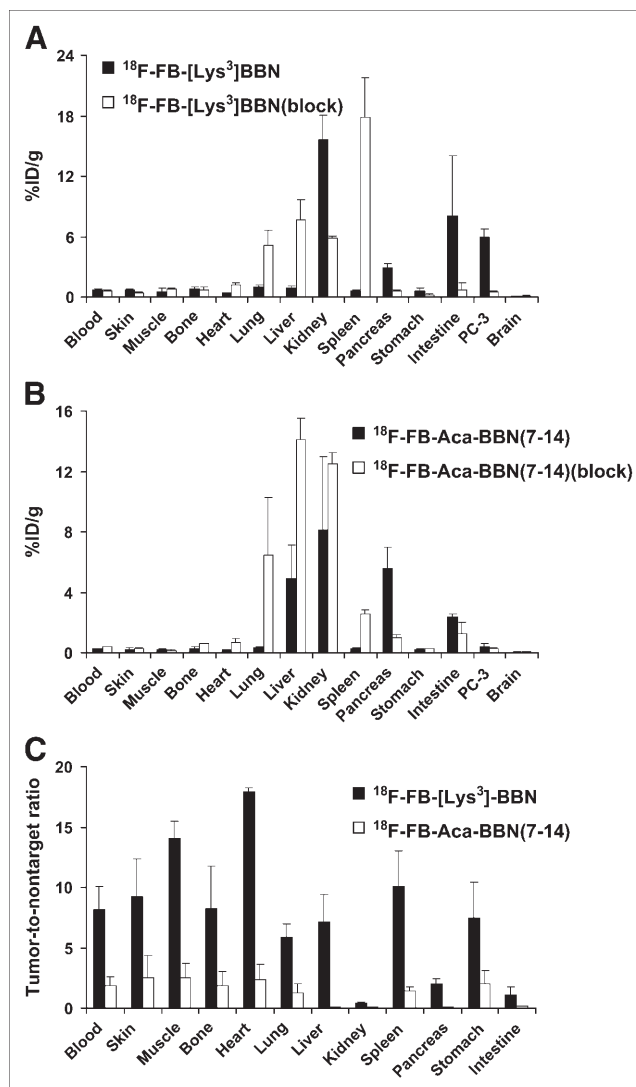 A
¹⁸F-FB-[Lys³]BBN
¹⁸F-FB-[Lys³]BBN(block)
24
18
12
6
0
%ID/g
Blood
Skin
Muscle
Bone
Heart
Lung
Liver
Kidney
Spleen
Pancreas
Stomach
Intestine
PC-3
Brain
B
¹⁸F-FB-Aca-BBN(7-14)
¹⁸F-FB-Aca-BBN(7-14)(block)
16
12
8
4
0
%ID/g
Blood
Skin
Muscle
Bone
Heart
Lung
Liver
Kidney
Spleen
Pancreas
Stomach
Intestine
PC-3
Brain
C
¹⁸F-FB-[Lys³]-BBN
¹⁸F-FB-Aca-BBN(7-14)
20
15
10
5
0
Tumor-to-nontarget ratio
Blood
Skin
Muscle
Bone
Heart
Lung
Liver
Kidney
Spleen
Pancreas
Stomach
Intestine